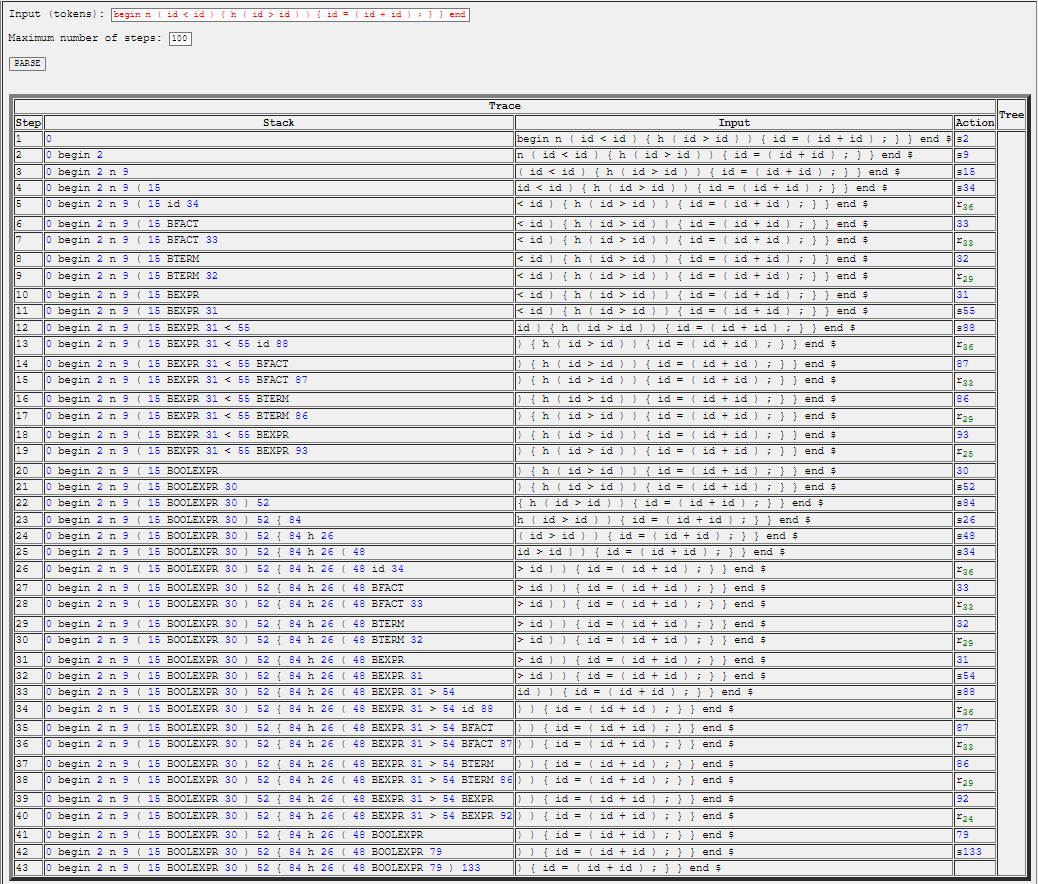 Input (tokens): begin n ( id < id ) { h ( id > id ) ) { id = ( id + id ) ; } } end
Maximum number of steps: 100
PARSE
Trace Tree
Step Stack Input Action
1 0 begin n ( id < id ) { h ( id > id ) ) { id = ( id + id ) ; } } end $ s2
2 0 begin 2 n ( id < id ) { h ( id > id ) ) { id = ( id + id ) ; } } end $ s9
3 0 begin 2 n 9 ( id < id ) { h ( id > id ) ) { id = ( id + id ) ; } } end $ s15
4 0 begin 2 n 9 ( 15 id < id ) { h ( id > id ) ) { id = ( id + id ) ; } } end $ s34
5 0 begin 2 n 9 ( 15 id 34 < id ) { h ( id > id ) ) { id = ( id + id ) ; } } end $ r36
6 0 begin 2 n 9 ( 15 BFACT < id ) { h ( id > id ) ) { id = ( id + id ) ; } } end $ 33
7 0 begin 2 n 9 ( 15 BFACT 33 < id ) { h ( id > id ) ) { id = ( id + id ) ; } } end $ r33
8 0 begin 2 n 9 ( 15 BTERM < id ) { h ( id > id ) ) { id = ( id + id ) ; } } end $ 32
9 0 begin 2 n 9 ( 15 BTERM 32 < id ) { h ( id > id ) ) { id = ( id + id ) ; } } end $ r29
10 0 begin 2 n 9 ( 15 BEXPR < id ) { h ( id > id ) ) { id = ( id + id ) ; } } end $ 31
11 0 begin 2 n 9 ( 15 BEXPR 31 < id ) { h ( id > id ) ) { id = ( id + id ) ; } } end $ s55
12 0 begin 2 n 9 ( 15 BEXPR 31 < 55 id ) { h ( id > id ) ) { id = ( id + id ) ; } } end $ s88
13 0 begin 2 n 9 ( 15 BEXPR 31 < 55 id 88 ) { h ( id > id ) ) { id = ( id + id ) ; } } end $ r36
14 0 begin 2 n 9 ( 15 BEXPR 31 < 55 BFACT ) { h ( id > id ) ) { id = ( id + id ) ; } } end $ 87
15 0 begin 2 n 9 ( 15 BEXPR 31 < 55 BFACT 87 ) { h ( id > id ) ) { id = ( id + id ) ; } } end $ r33
16 0 begin 2 n 9 ( 15 BEXPR 31 < 55 BTERM ) { h ( id > id ) ) { id = ( id + id ) ; } } end $ 86
17 0 begin 2 n 9 ( 15 BEXPR 31 < 55 BTERM 86 ) { h ( id > id ) ) { id = ( id + id ) ; } } end $ r29
18 0 begin 2 n 9 ( 15 BEXPR 31 < 55 BEXPR ) { h ( id > id ) ) { id = ( id + id ) ; } } end $ 93
19 0 begin 2 n 9 ( 15 BEXPR 31 < 55 BEXPR 93 ) { h ( id > id ) ) { id = ( id + id ) ; } } end $ r25
20 0 begin 2 n 9 ( 15 BOOLEXPR ) { h ( id > id ) ) { id = ( id + id ) ; } } end $ 30
21 0 begin 2 n 9 ( 15 BOOLEXPR 30 ) { h ( id > id ) ) { id = ( id + id ) ; } } end $ s52
22 0 begin 2 n 9 ( 15 BOOLEXPR 30 ) 52 { h ( id > id ) ) { id = ( id + id ) ; } } end $ s84
23 0 begin 2 n 9 ( 15 BOOLEXPR 30 ) 52 { 84 h ( id > id ) ) { id = ( id + id ) ; } } end $ s26
24 0 begin 2 n 9 ( 15 BOOLEXPR 30 ) 52 { 84 h 26 ( id > id ) ) { id = ( id + id ) ; } } end $ s48
25 0 begin 2 n 9 ( 15 BOOLEXPR 30 ) 52 { 84 h 26 ( 48 id > id ) ) { id = ( id + id ) ; } } end $ s34
26 0 begin 2 n 9 ( 15 BOOLEXPR 30 ) 52 { 84 h 26 ( 48 id 34 > id ) ) { id = ( id + id ) ; } } end $ r36
27 0 begin 2 n 9 ( 15 BOOLEXPR 30 ) 52 { 84 h 26 ( 48 BFACT > id ) ) { id = ( id + id ) ; } } end $ 33
28 0 begin 2 n 9 ( 15 BOOLEXPR 30 ) 52 { 84 h 26 ( 48 BFACT 33 > id ) ) { id = ( id + id ) ; } } end $ r33
29 0 begin 2 n 9 ( 15 BOOLEXPR 30 ) 52 { 84 h 26 ( 48 BTERM > id ) ) { id = ( id + id ) ; } } end $ 32
30 0 begin 2 n 9 ( 15 BOOLEXPR 30 ) 52 { 84 h 26 ( 48 BTERM 32 > id ) ) { id = ( id + id ) ; } } end $ r29
31 0 begin 2 n 9 ( 15 BOOLEXPR 30 ) 52 { 84 h 26 ( 48 BEXPR > id ) ) { id = ( id + id ) ; } } end $ 31
32 0 begin 2 n 9 ( 15 BOOLEXPR 30 ) 52 { 84 h 26 ( 48 BEXPR 31 > id ) ) { id = ( id + id ) ; } } end $ s54
33 0 begin 2 n 9 ( 15 BOOLEXPR 30 ) 52 { 84 h 26 ( 48 BEXPR 31 > 54 id ) ) { id = ( id + id ) ; } } end $ s88
34 0 begin 2 n 9 ( 15 BOOLEXPR 30 ) 52 { 84 h 26 ( 48 BEXPR 31 > 54 id 88 ) ) { id = ( id + id ) ; } } end $ r36
35 0 begin 2 n 9 ( 15 BOOLEXPR 30 ) 52 { 84 h 26 ( 48 BEXPR 31 > 54 BFACT ) ) { id = ( id + id ) ; } } end $ 87
36 0 begin 2 n 9 ( 15 BOOLEXPR 30 ) 52 { 84 h 26 ( 48 BEXPR 31 > 54 BFACT 87 ) ) { id = ( id + id ) ; } } end $ r33
37 0 begin 2 n 9 ( 15 BOOLEXPR 30 ) 52 { 84 h 26 ( 48 BEXPR 31 > 54 BTERM ) ) { id = ( id + id ) ; } } end $ 86
38 0 begin 2 n 9 ( 15 BOOLEXPR 30 ) 52 { 84 h 26 ( 48 BEXPR 31 > 54 BTERM 86 ) ) { id = ( id + id ) ; } } end $ r29
39 0 begin 2 n 9 ( 15 BOOLEXPR 30 ) 52 { 84 h 26 ( 48 BEXPR 31 > 54 BEXPR ) ) { id = ( id + id ) ; } } end $ 92
40 0 begin 2 n 9 ( 15 BOOLEXPR 30 ) 52 { 84 h 26 ( 48 BEXPR 31 > 54 BEXPR 92 ) ) { id = ( id + id ) ; } } end $ r24
41 0 begin 2 n 9 ( 15 BOOLEXPR 30 ) 52 { 84 h 26 ( 48 BOOLEXPR ) ) { id = ( id + id ) ; } } end $ 79
42 0 begin 2 n 9 ( 15 BOOLEXPR 30 ) 52 { 84 h 26 ( 48 BOOLEXPR 79 ) ) { id = ( id + id ) ; } } end $ s133
43 0 begin 2 n 9 ( 15 BOOLEXPR 30 ) 52 { 84 h 26 ( 48 BOOLEXPR 79 ) 133 ) { id = ( id + id ) ; } } end $